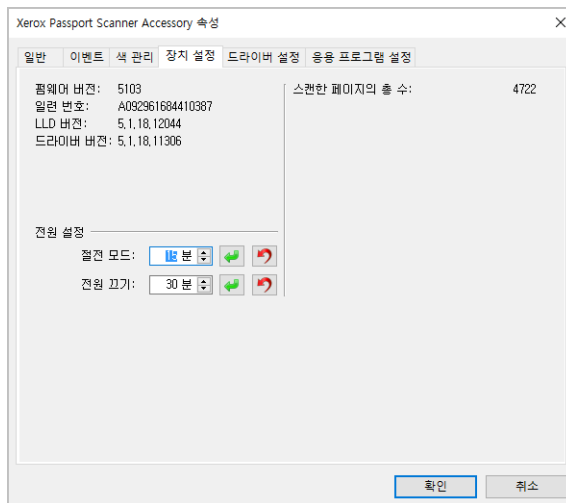 Xerox Passport Scanner Accessory 속성
일반 이벤트 색 관리 장치 설정 드라이버 설정 응용 프로그램 설정
펌웨어 버전: 5103
일련 번호: A092961684410387
LLD 버전: 5.1.18.12044
드라이버 버전: 5.1.18.11306
스캔한 페이지의 총 수: 4722
전원 설정
절전 모드: 15 분
전원 끄기: 30 분
확인 취소